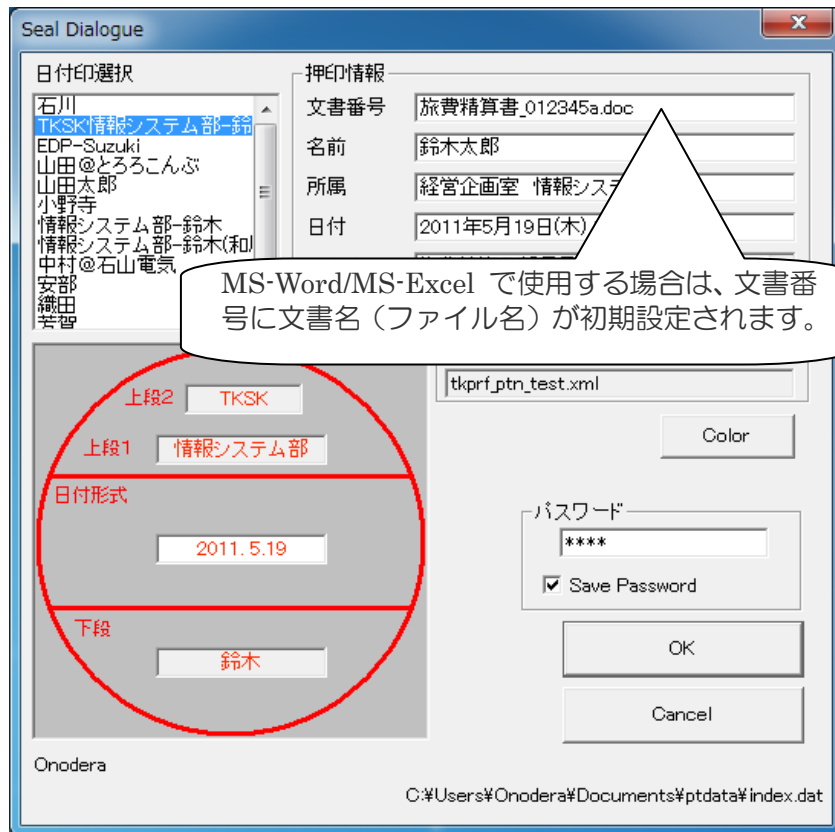 Seal Dialogue
日付印選択
石川
TKSK情報システム部-鈴
EDP-Suzuki
山田@とろろこんぶ
山田太郎
小野寺
情報システム部-鈴木
情報システム部-鈴木(和)
中村@石山電気
安部
織田
芳賀
押印情報
文書番号 旅費精算書_012345a.doc
名前 鈴木太郎
所属 経営企画室 情報シス
日付 2011年5月19日(木)
MS-Word/MS-Excel で使用する場合は、文書番
号に文書名（ファイル名）が初期設定されます。
tkprf_ptn_test.xml
Color
上段2 TKSK
上段1 情報システム部
日付形式
2011. 5.19
下段
鈴木
パスワード
****
Save Password
OK
Cancel
Onodera
C:¥Users¥Onodera¥Documents¥ptdata¥index.dat